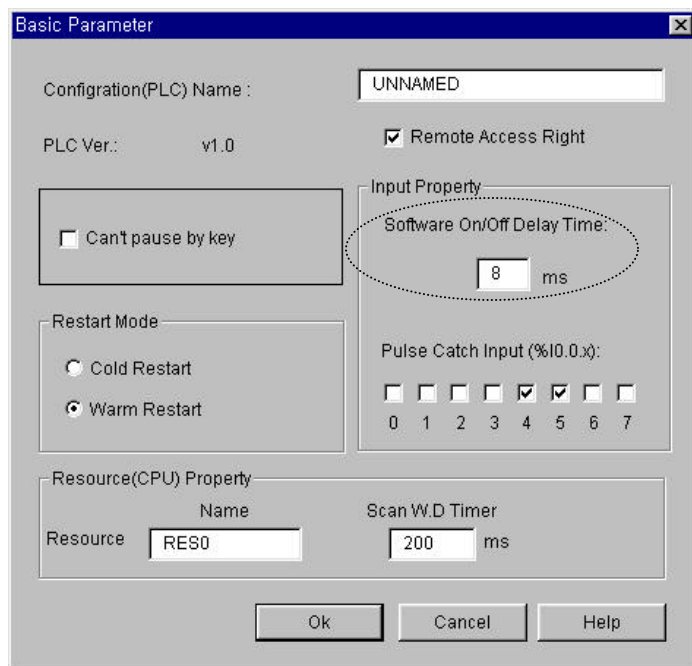 Basic Parameter
Configration(PLC) Name :
UNNAMED
PLC Ver.: v1.0
Remote Access Right
Can't pause by key
Input Property
Software On/Off Delay Time:
8 ms
Restart Mode
Cold Restart
Warm Restart
Pulse Catch Input (%I0.0.x):
0 1 2 3 4 5 6 7
Resource(CPU) Property
Name Scan W.D Timer
Resource RES0 200 ms
Ok Cancel Help